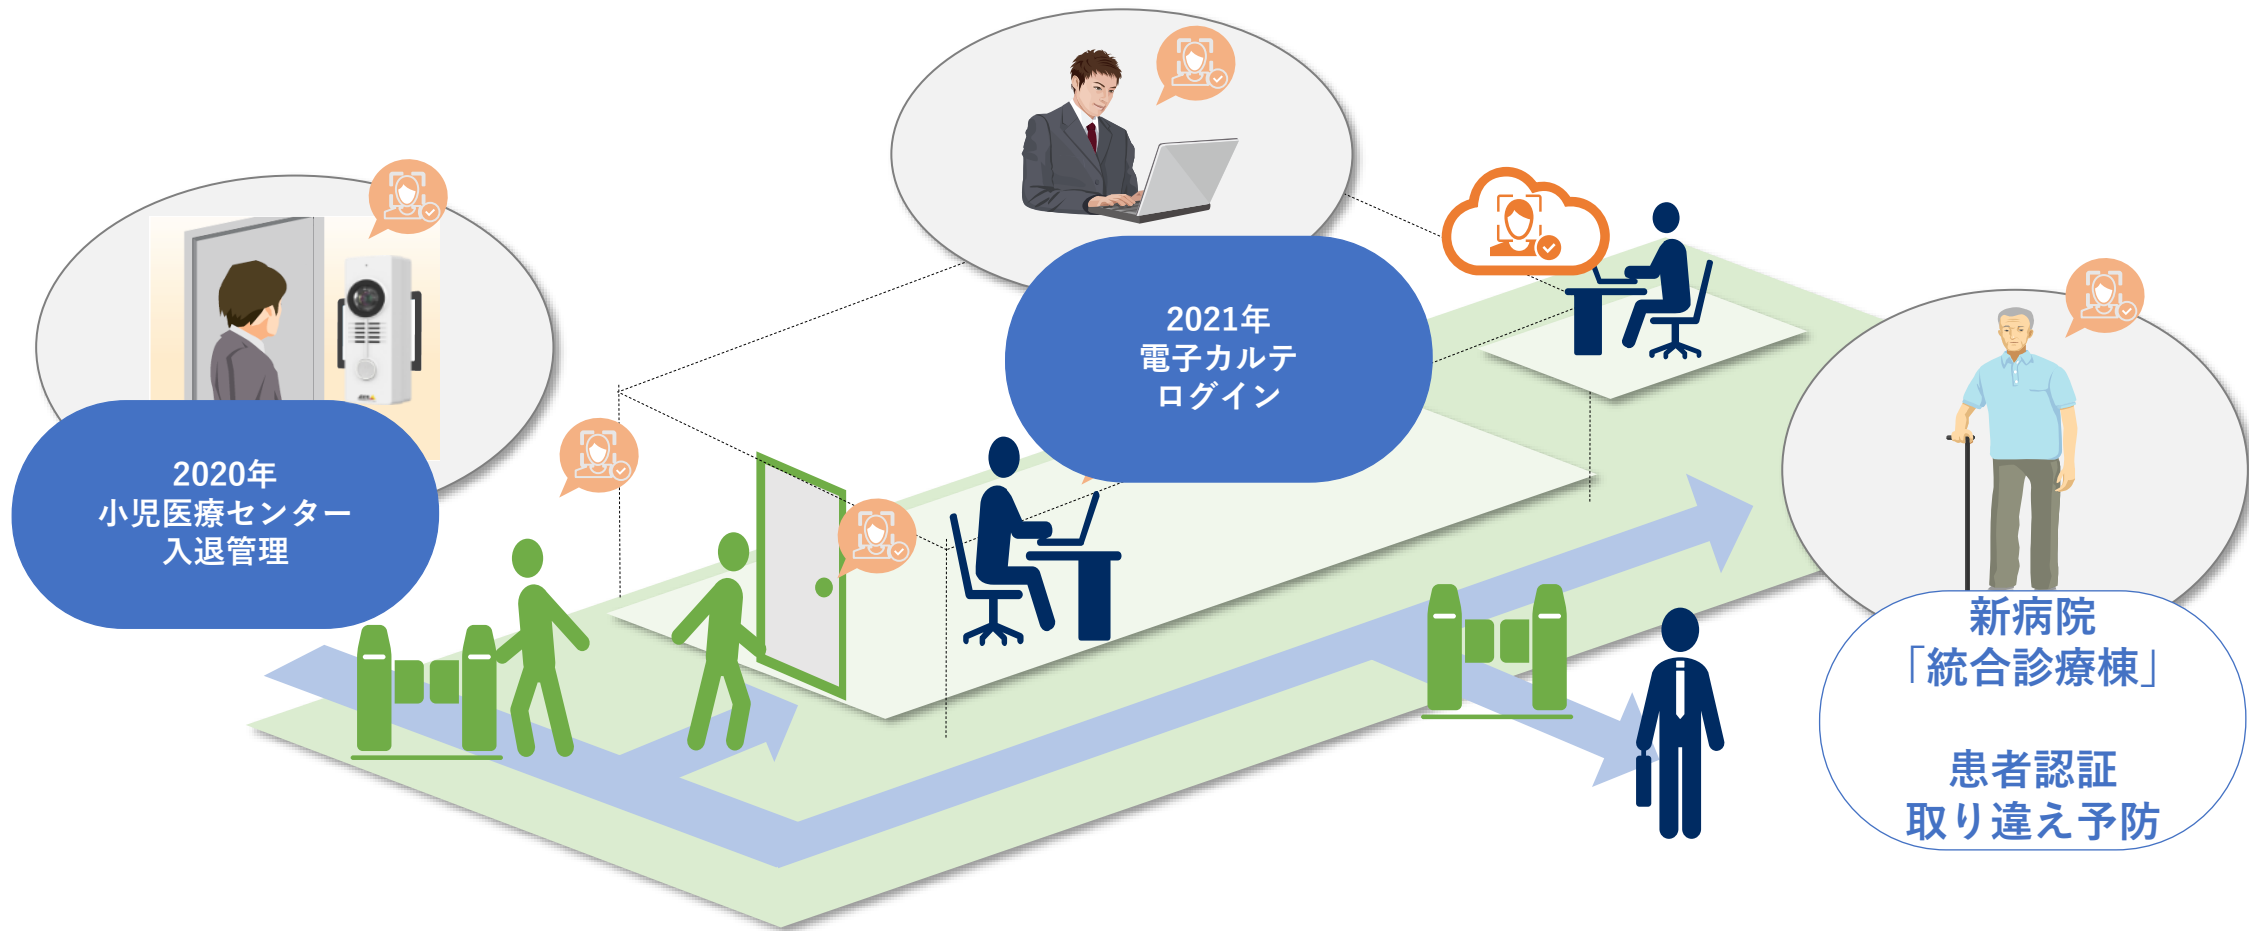 2020年
小児医療センター
入退管理
2021年
電子カルテ
ログイン
新病院
「統合診療棟」
患者認証
取り違え予防